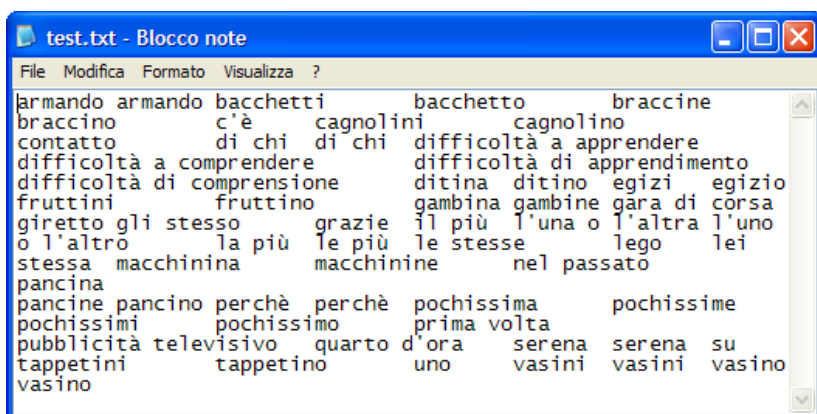 test.txt - Blocco note
File Modifica Formato Visualizza ?
armando armando bacchetti bacchetto braccine
braccino c'è cagnolini cagnolino
contatto di chi di chi difficoltà a apprendere
difficoltà a comprendere difficoltà di apprendimento
difficoltà di comprensione ditina ditino egizi egizio
fruttini fruttino gambina gambine gara di corsa
giretto gli stesso grazie il più l'una o l'altra l'uno
o l'altro la più le più le stesse lego lei
stessa macchinina macchinine nel passato
pancina
pancine pancino perchè perchè pochissima pochissime
pochissimi pochissimo prima volta
pubblicità televisivo quarto d'ora serena serena su
tappetini tappetino uno vasini vasini vasino
vasino